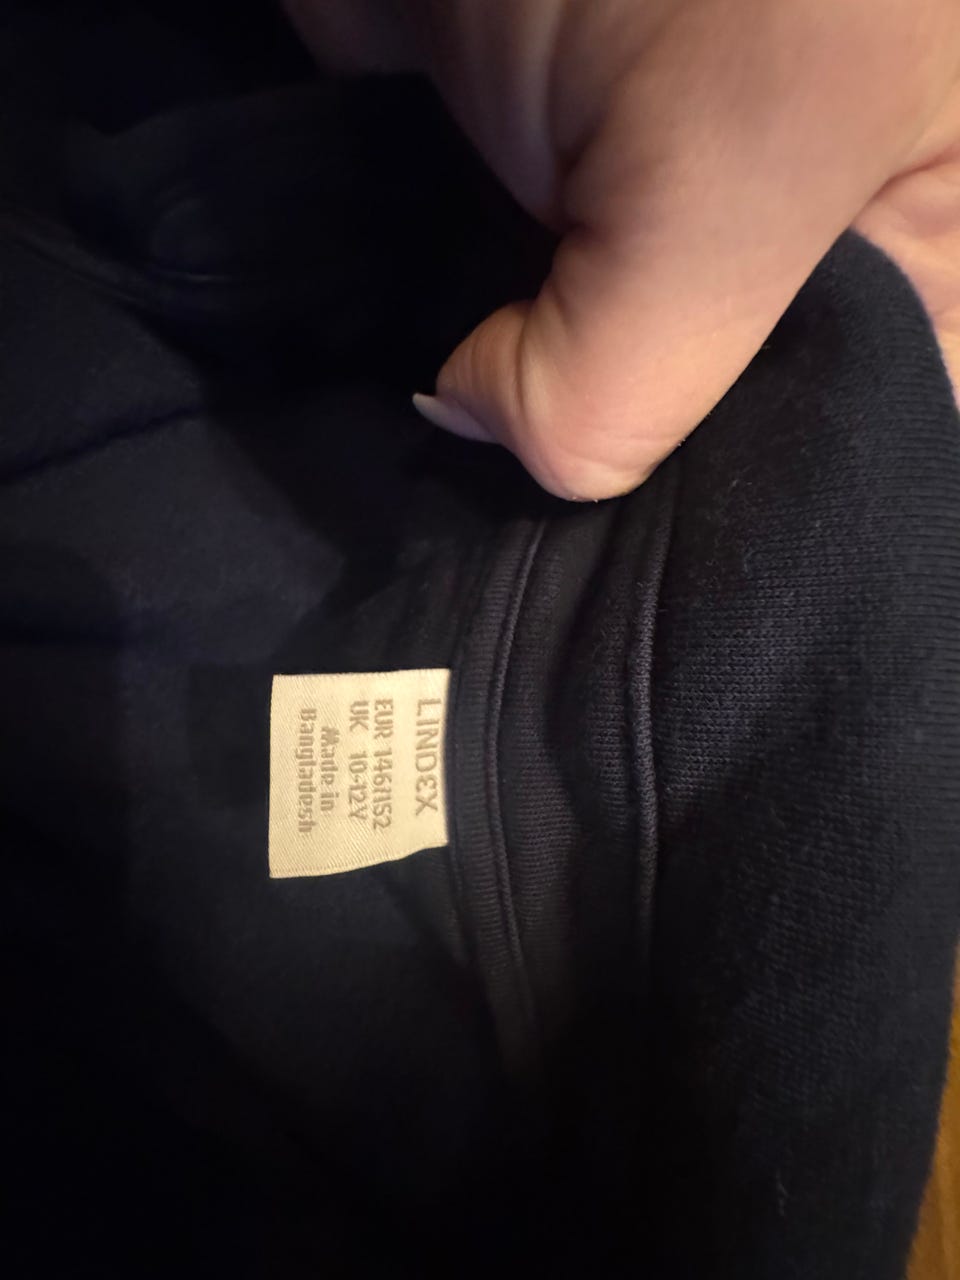 LINDEX
EUR 146/152
UK 10-12Y
Made in
Bangladesh